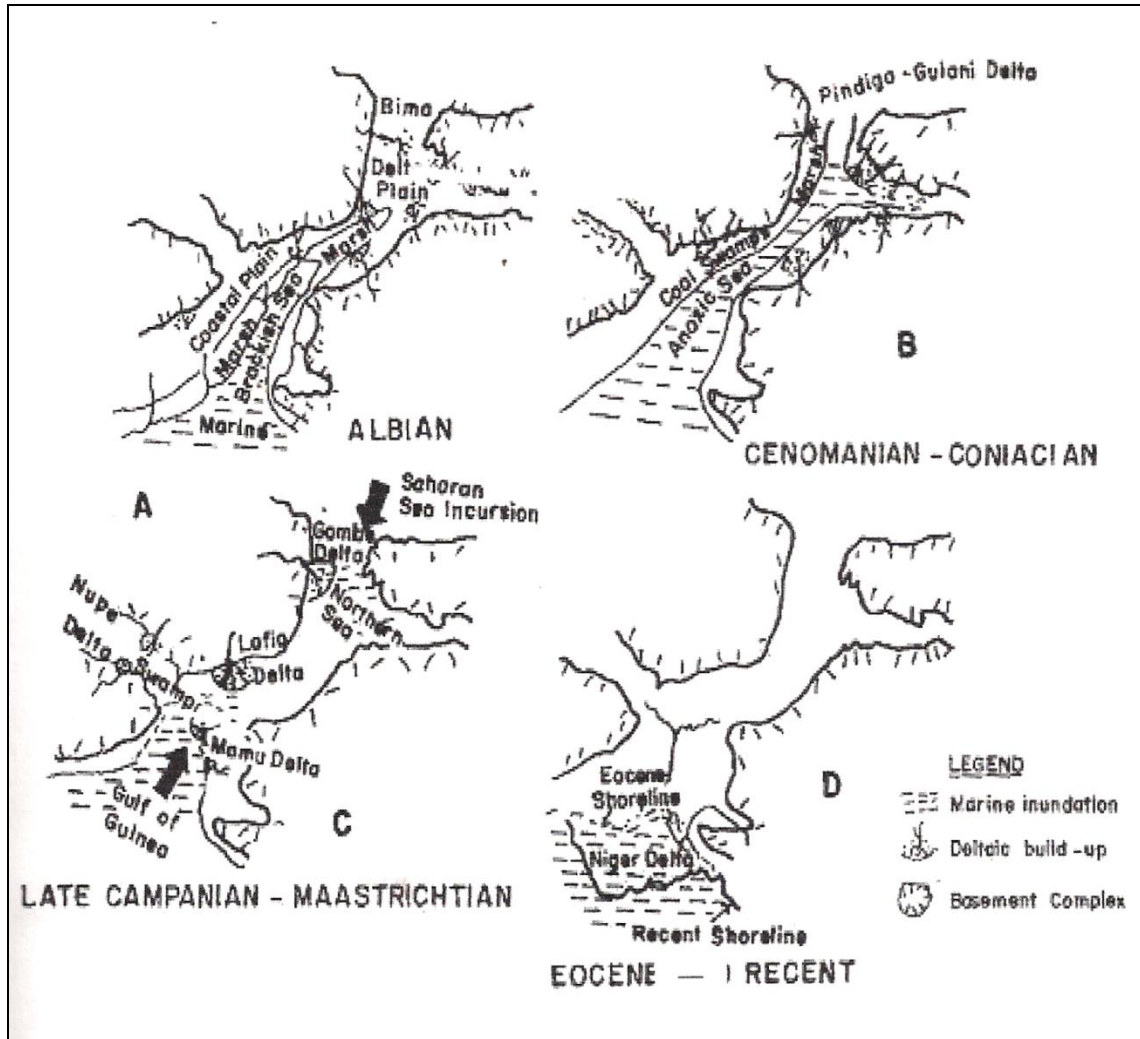 Bima
Delt
Plain
Coastal Plain
Marsh
Marsh
Brackish Sea
Marine
ALBIAN
A
Pindiga - Gulani Delta
Marsh
Coal Swamps
Anoxic Sea
B
CENOMANIAN - CONIACIAN
Saharan
Sea Incursion
Gombe
Delta
Northern
Sea
Nupe
Delta
Swamp
Lafia
Delta
Mamu Delta
Gulf of
Guinea
C
LATE CAMPANIAN - MAASTRICHTIAN
Eocene
Shoreline
Niger Delta
Recent Shoreline
D
EOCENE — RECENT
LEGEND
Marine inundation
Deltaic build-up
Basement Complex